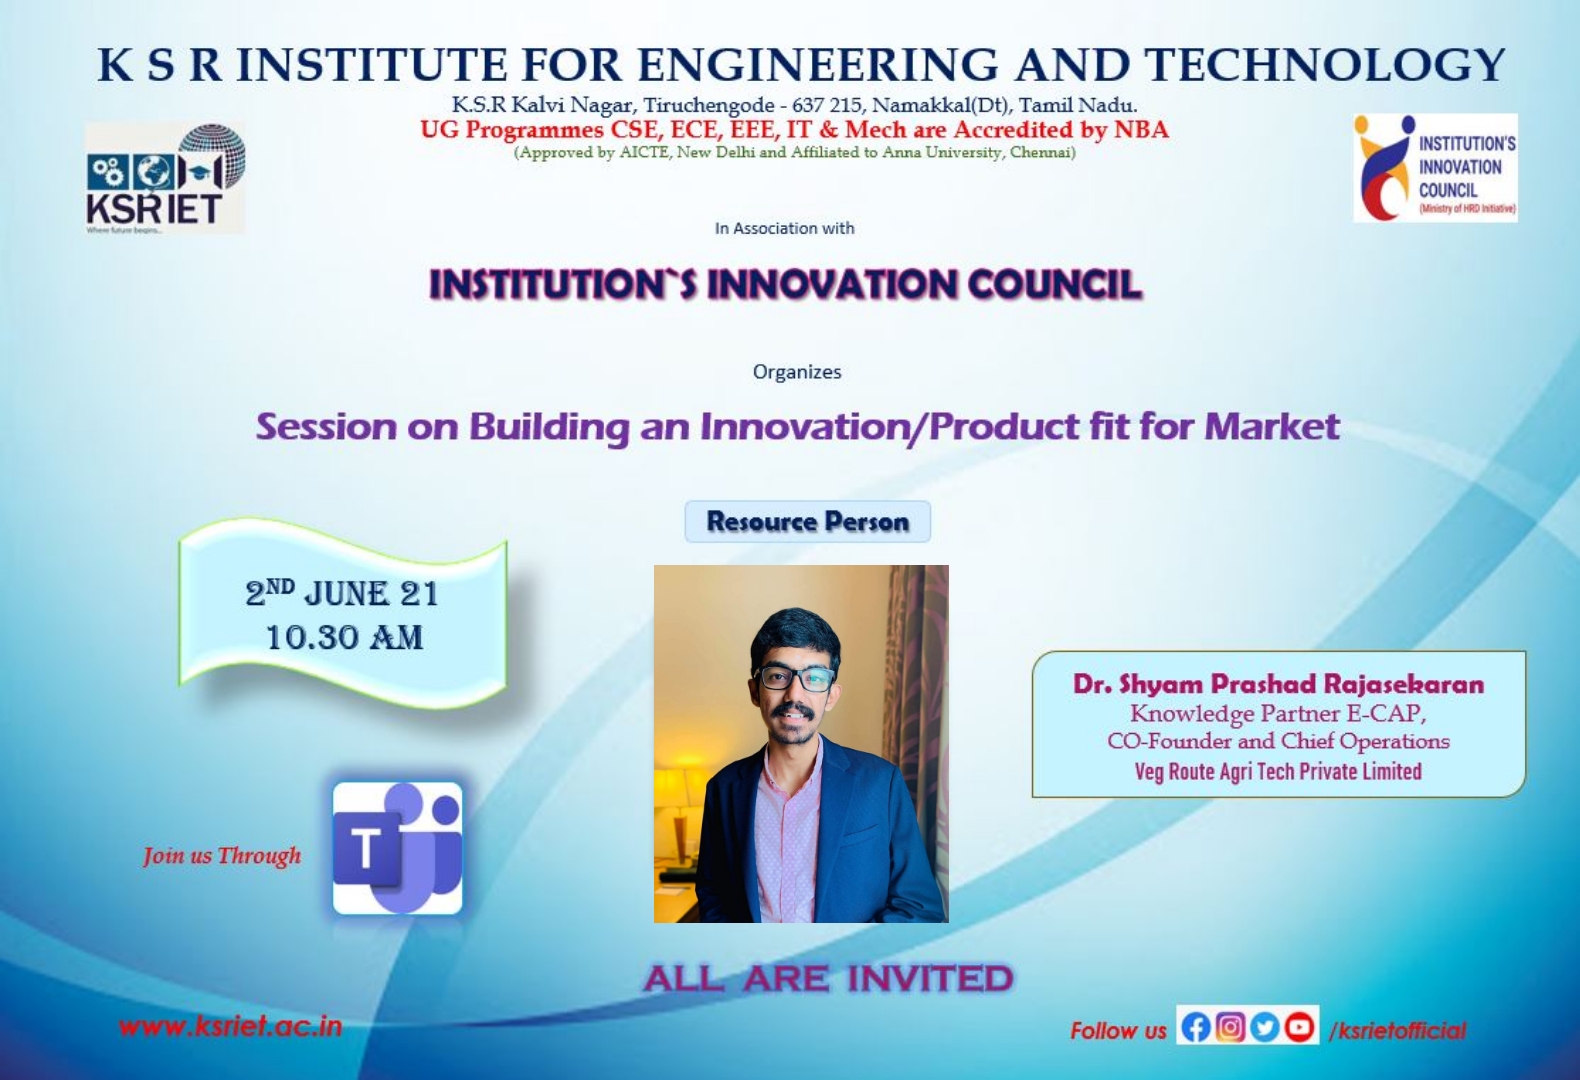 K S R INSTITUTE FOR ENGINEERING AND TECHNOLOGY
K.S.R Kalvi Nagar, Tiruchengode - 637 215, Namakkal(Dt), Tamil Nadu.
UG Programmes CSE, ECE, EEE, IT & Mech are Accredited by NBA
(Approved by AICTE, New Delhi and Affiliated to Anna University, Chennai)
KSRIET
Where future begins...
INSTITUTION'S
INNOVATION
COUNCIL
(Ministry of HRD Initiative)
In Association with
INSTITUTION`S INNOVATION COUNCIL
Organizes
Session on Building an Innovation/Product fit for Market
Resource Person
2ND JUNE 21
10.30 AM
Dr. Shyam Prashad Rajasekaran
Knowledge Partner E-CAP,
CO-Founder and Chief Operations
Veg Route Agri Tech Private Limited
Join us Through
T
ALL ARE INVITED
www.ksriet.ac.in
Follow us /ksrietofficial